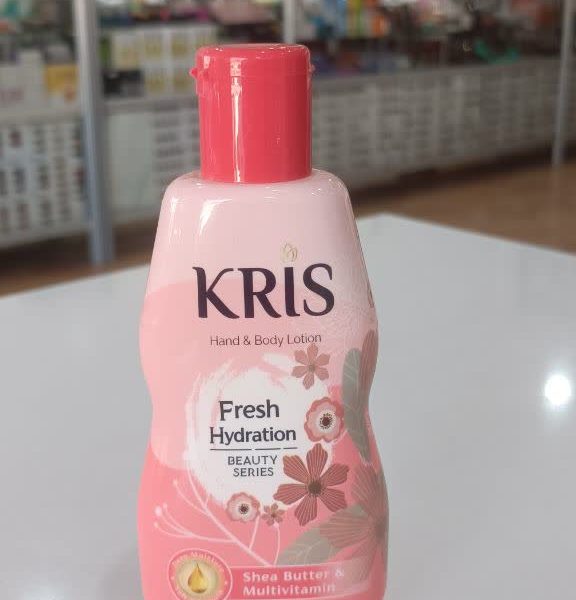 KRIS
Hand & Body Lotion
Fresh
Hydration
BEAUTY
SERIES
Shea Butter &
Multivitamin